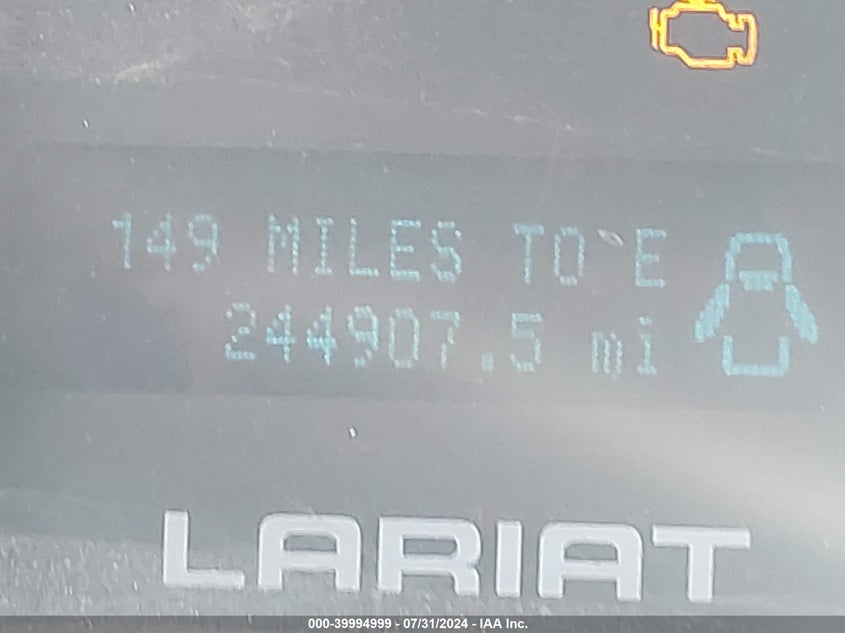 149 MILES TO E
244907.5 mi
LARIAT
000-39994999 - 07/31/2024 - IAA Inc.